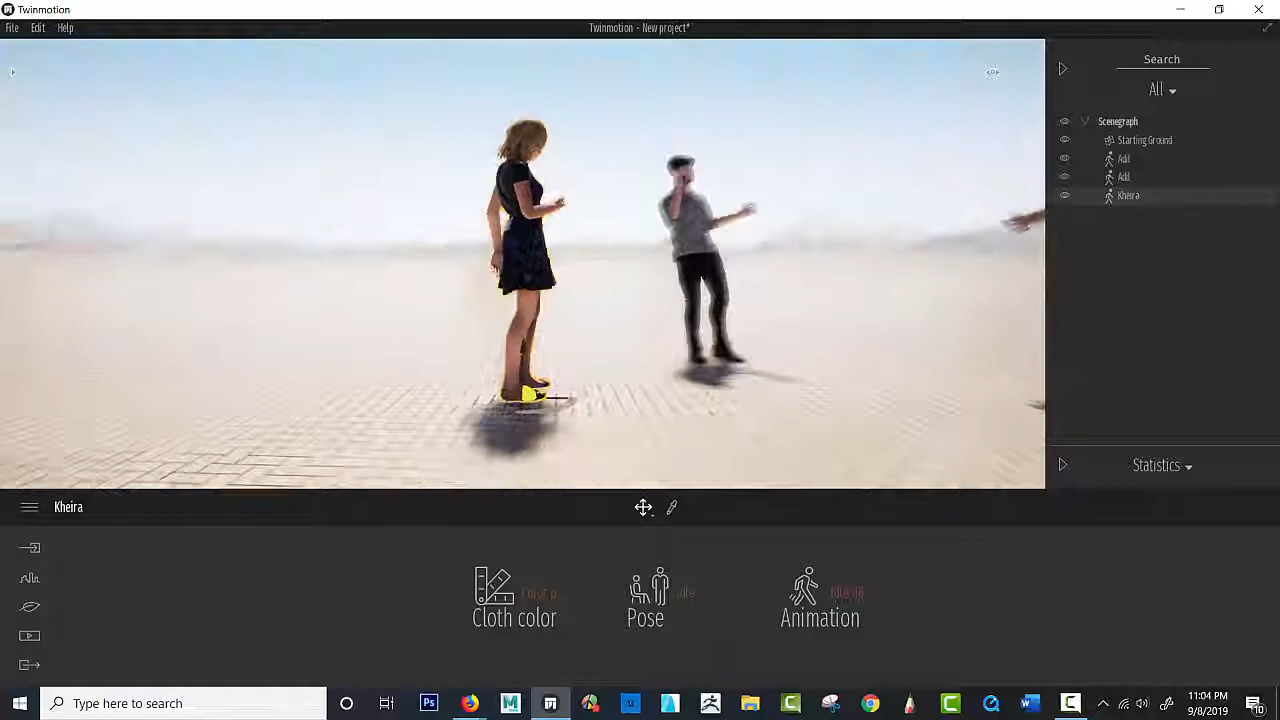 Twinmotion
File Edit Help
Twinmotion - New project*
Search
All
Scenegraph
Starting Ground
Adil
Adil
Kheira
Statistics
Kheira
Cloth color
Pose
Idle
Animation
Type here to search
11:04 PM
9/8/2019